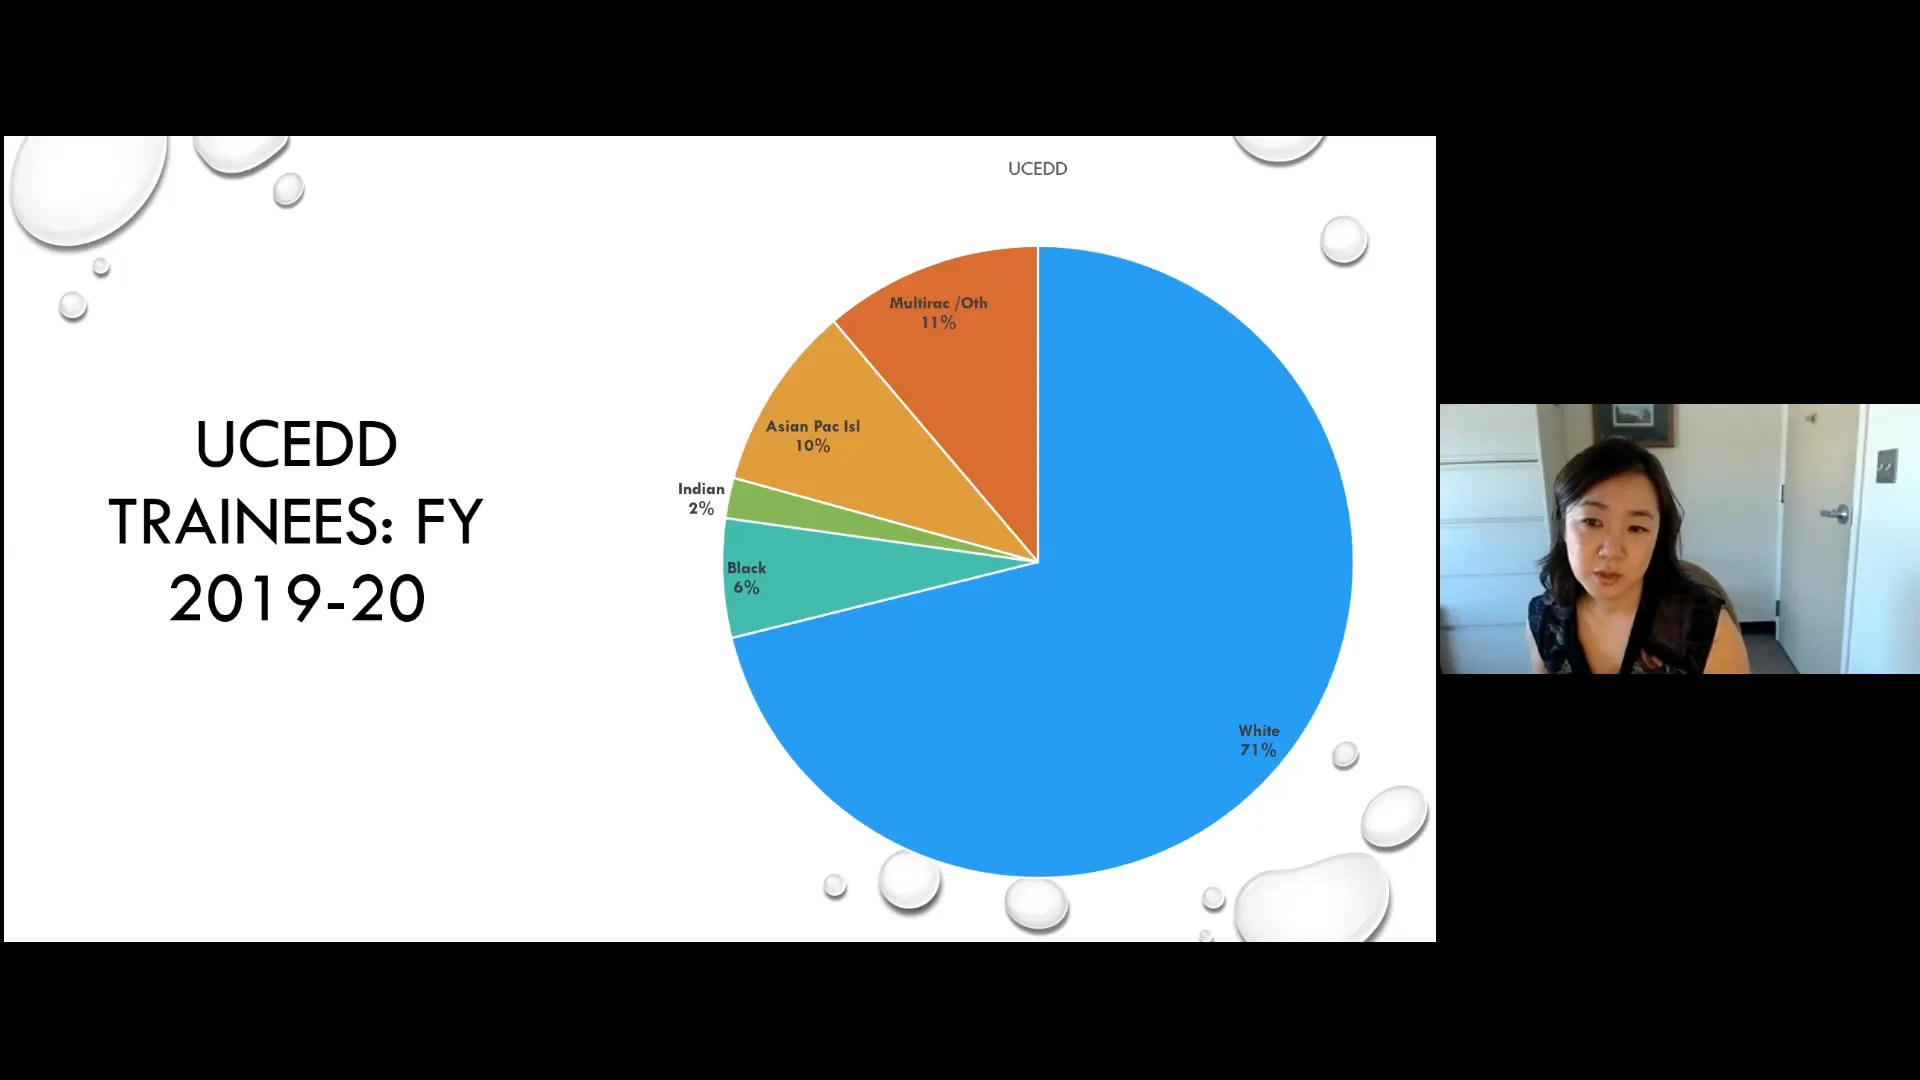 UCEDD
TRAINEES: FY
2019-20
UCEDD
Multirac /Oth
11%
Asian Pac Isl
10%
Indian
2%
Black
6%
White
71%